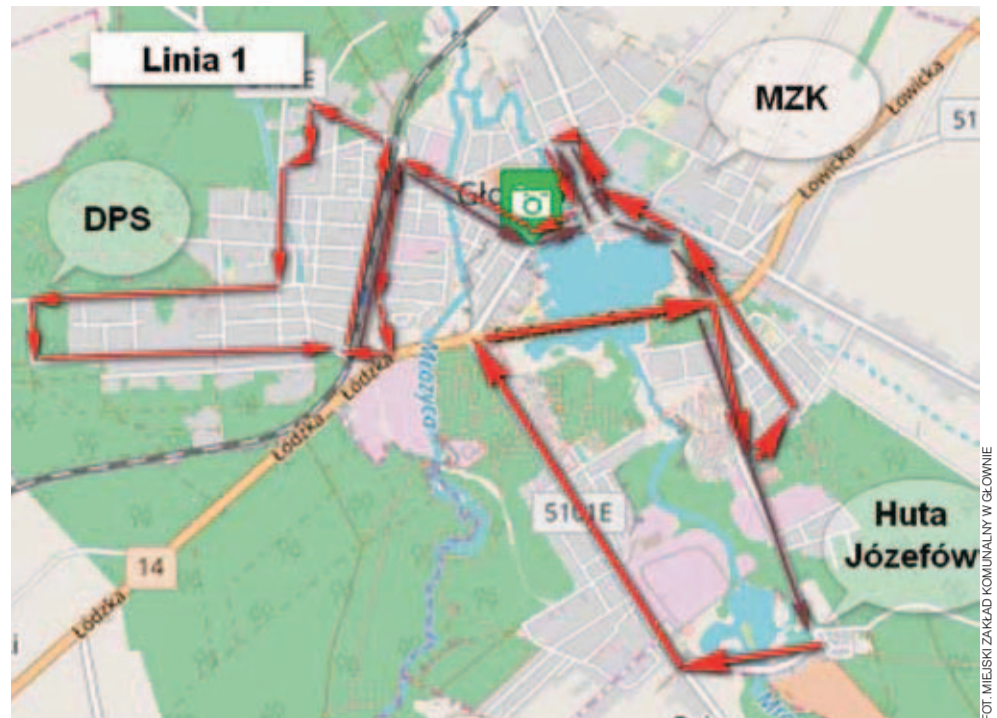 Linia 1
MZK
Łowicka
51
Łowicka
DPS
Mrożyca
Łódzka
Łódzka
5101E
Huta
Józefów
14
Łódzka
FOT. MIEJSKI ZAKŁAD KOMUNALNY W GŁOWNIE